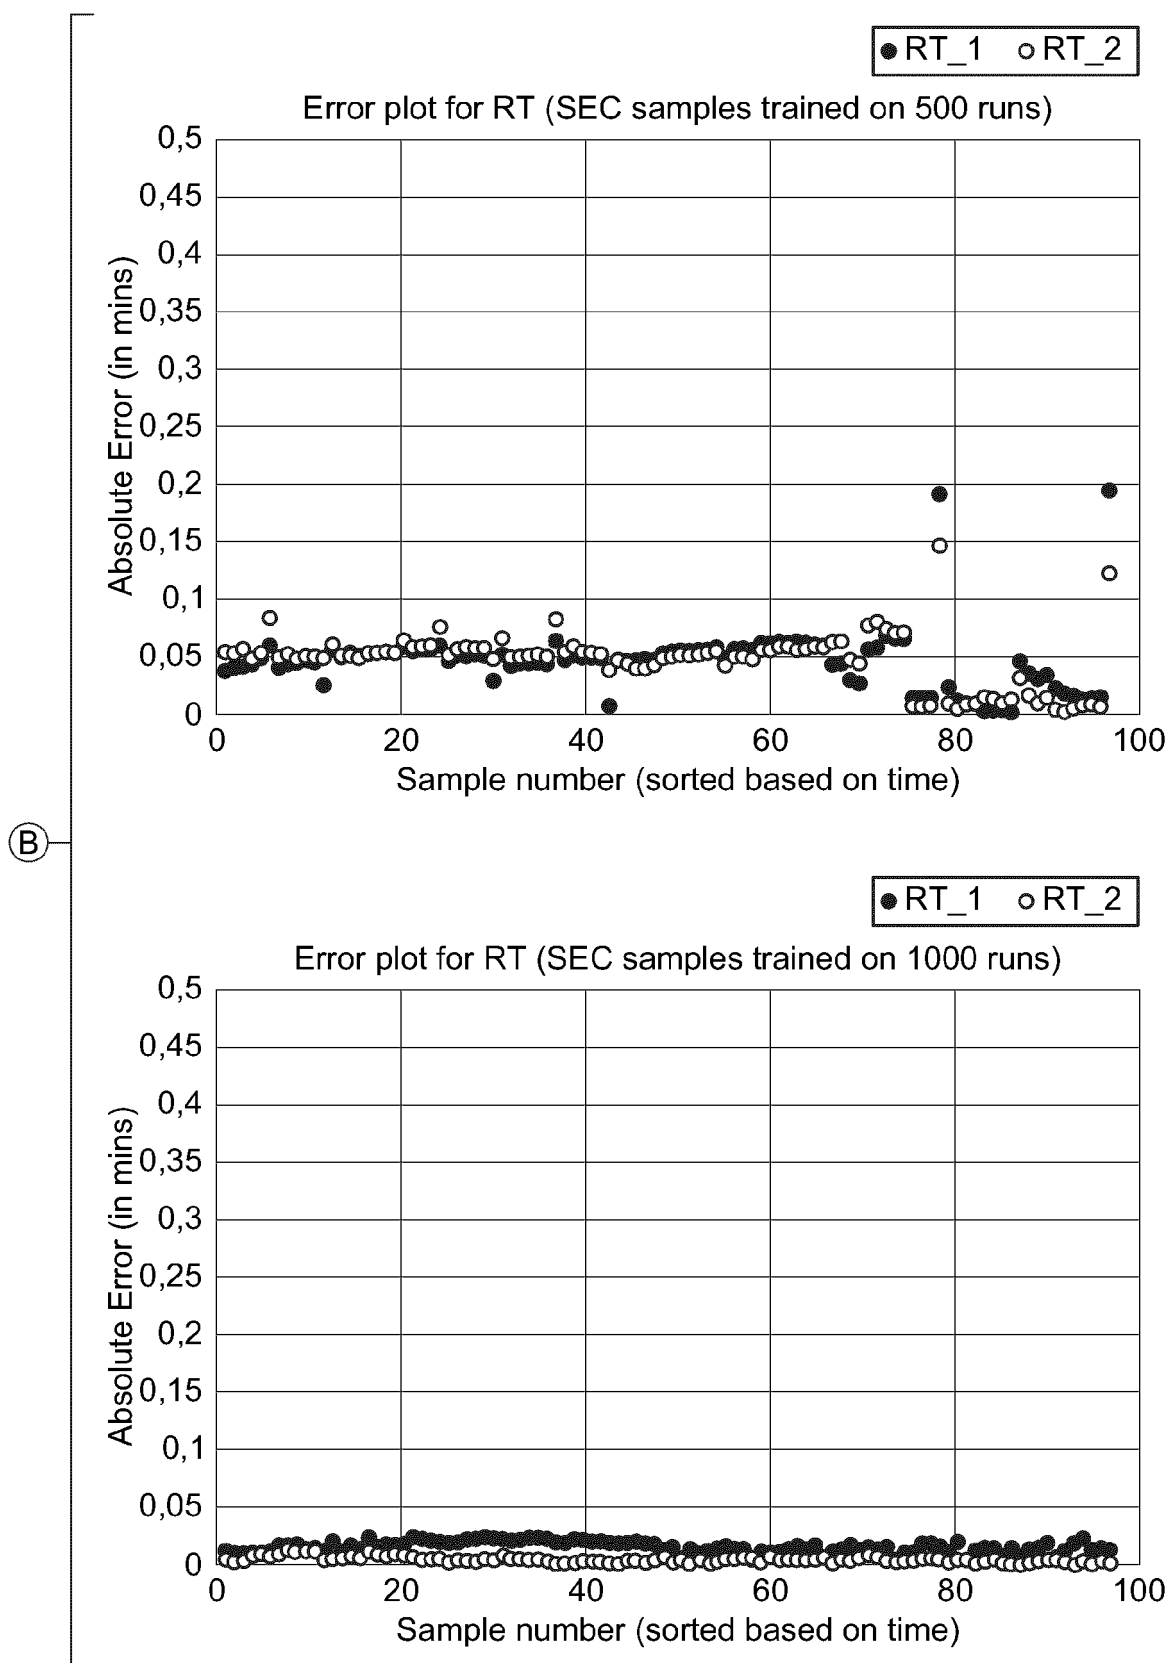 RT_1 RT_2
Error plot for RT (SEC samples trained on 500 runs)
0,5
0,45
0,4
0,35
0,3
0,25
0,2
0,15
0,1
0,05
0
Absolute Error (in mins)
0 20 40 60 80 100
Sample number (sorted based on time)
B
RT_1 RT_2
Error plot for RT (SEC samples trained on 1000 runs)
0,5
0,45
0,4
0,35
0,3
0,25
0,2
0,15
0,1
0,05
0
Absolute Error (in mins)
0 20 40 60 80 100
Sample number (sorted based on time)